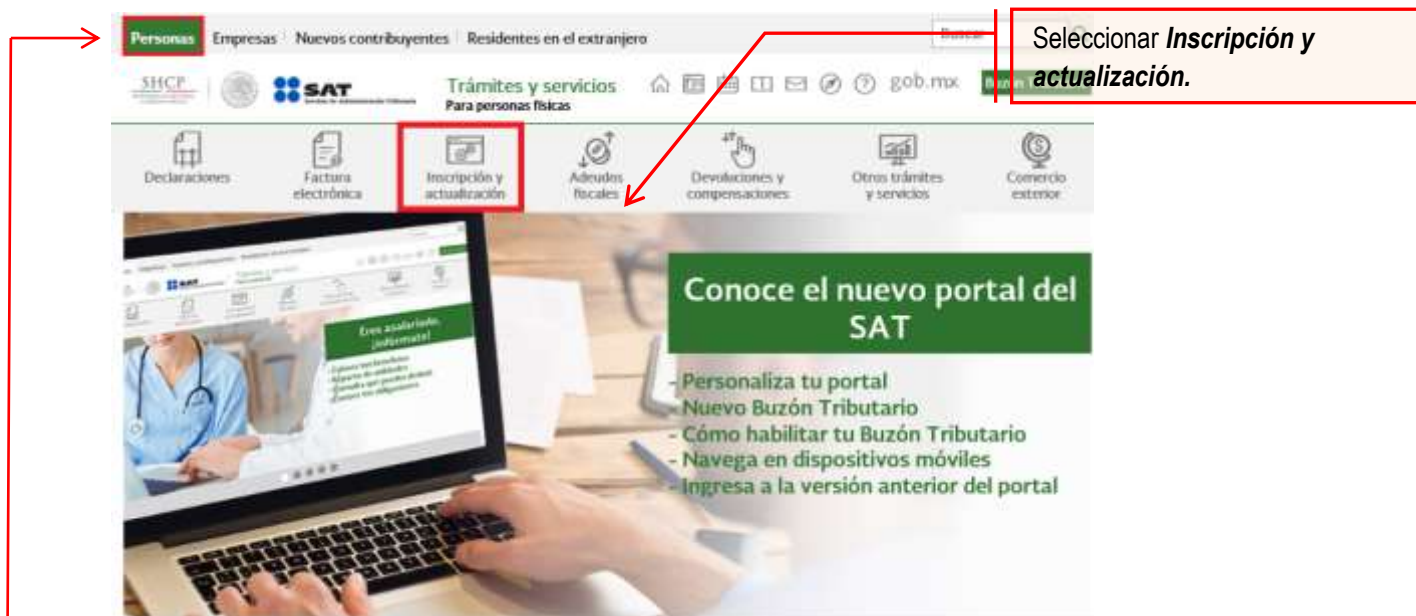 Personas Empresas Nuevos contribuyentes Residentes en el extranjero
Buscar
Seleccionar Inscripción y
actualización.
SHCP
SAT
Trámites y servicios
Para personas físicas
gob.mx
Declaraciones
Factura
electrónica
Inscripción y
actualización
Adeudos
fiscales
Devoluciones y
compensaciones
Otros trámites
y servicios
Comercio
exterior
SAT
Eres asalariado,
¡infórmate!
Conoce el nuevo portal del
SAT
- Personaliza tu portal
- Nuevo Buzón Tributario
- Cómo habilitar tu Buzón Tributario
- Navega en dispositivos móviles
- Ingresa a la versión anterior del portal